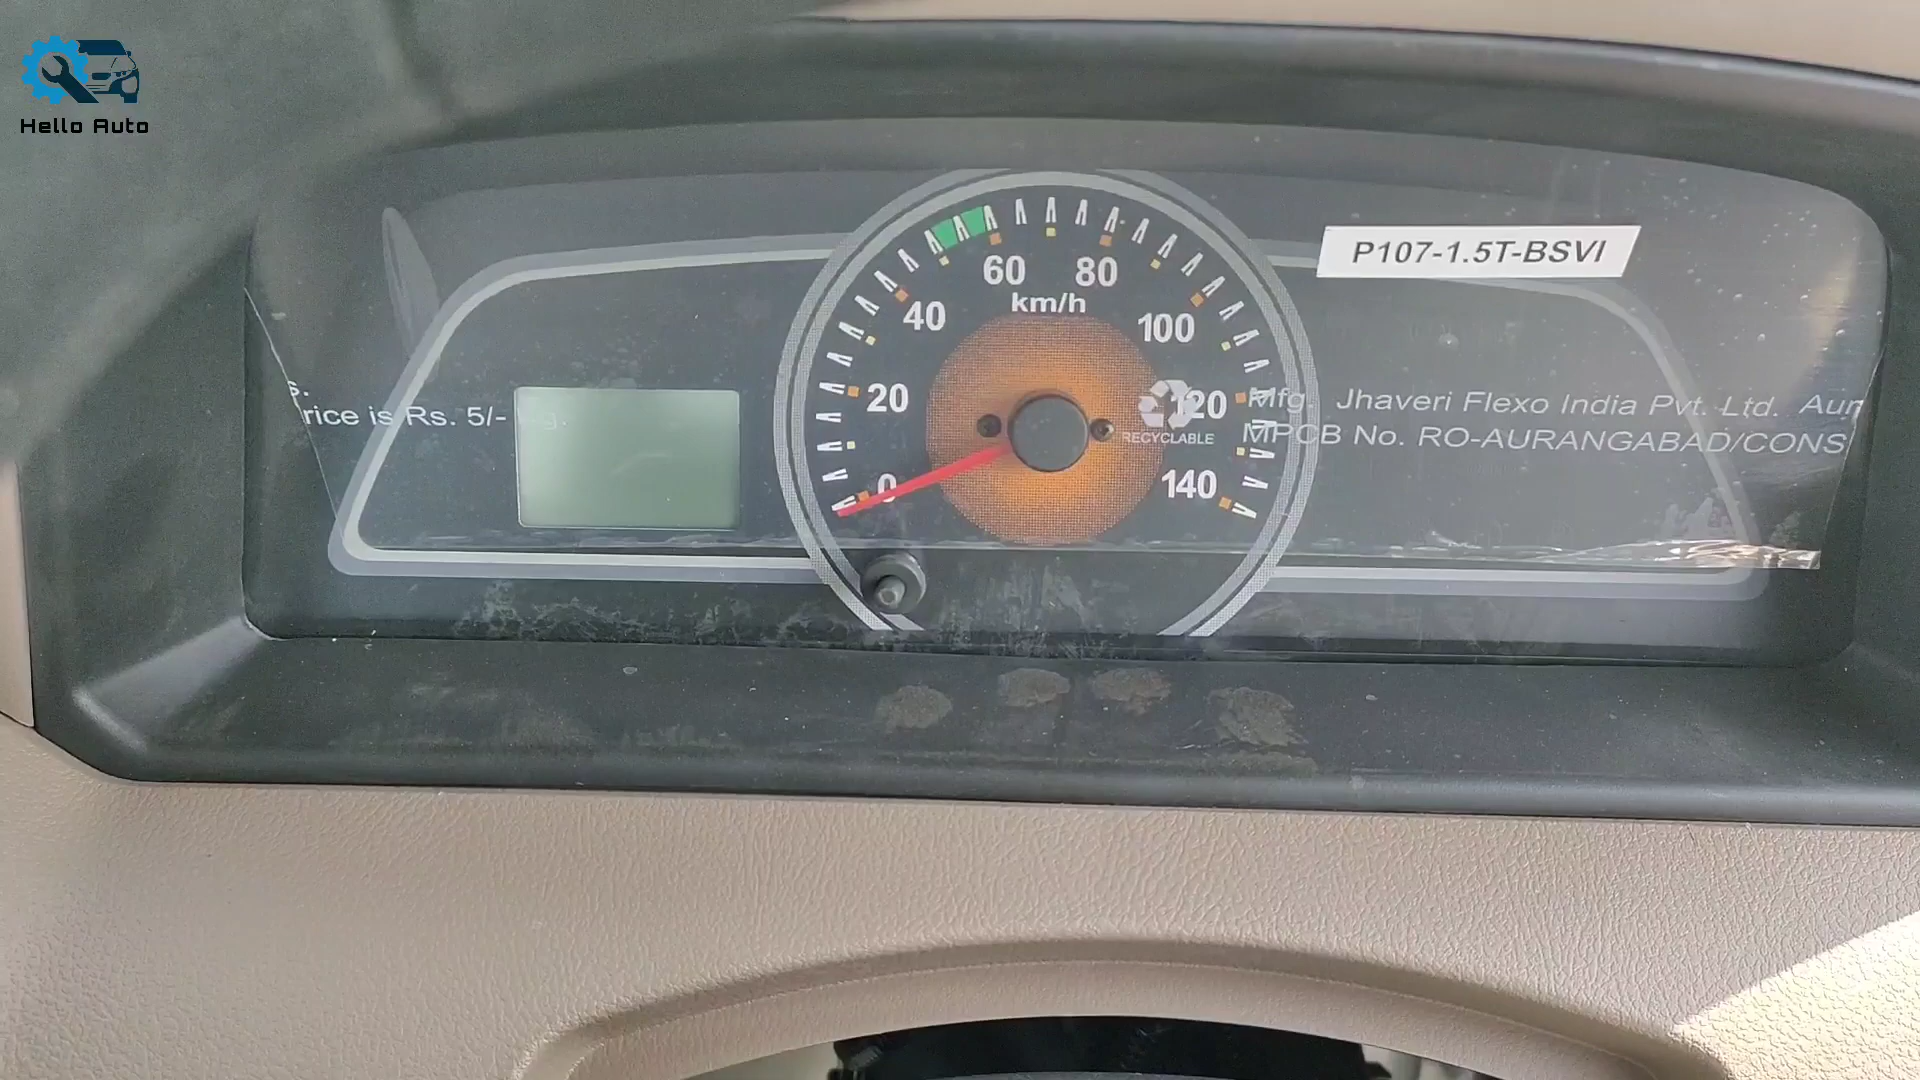 Hello Auto
P107-1.5T-BSVI
60 80
km/h
40 100
20 120
0 140
s.
rice is Rs. 5/- kg.
RECYCLABLE
Mfg. Jhaveri Flexo India Pvt. Ltd. Aur
MPCB No. RO-AURANGABAD/CONS